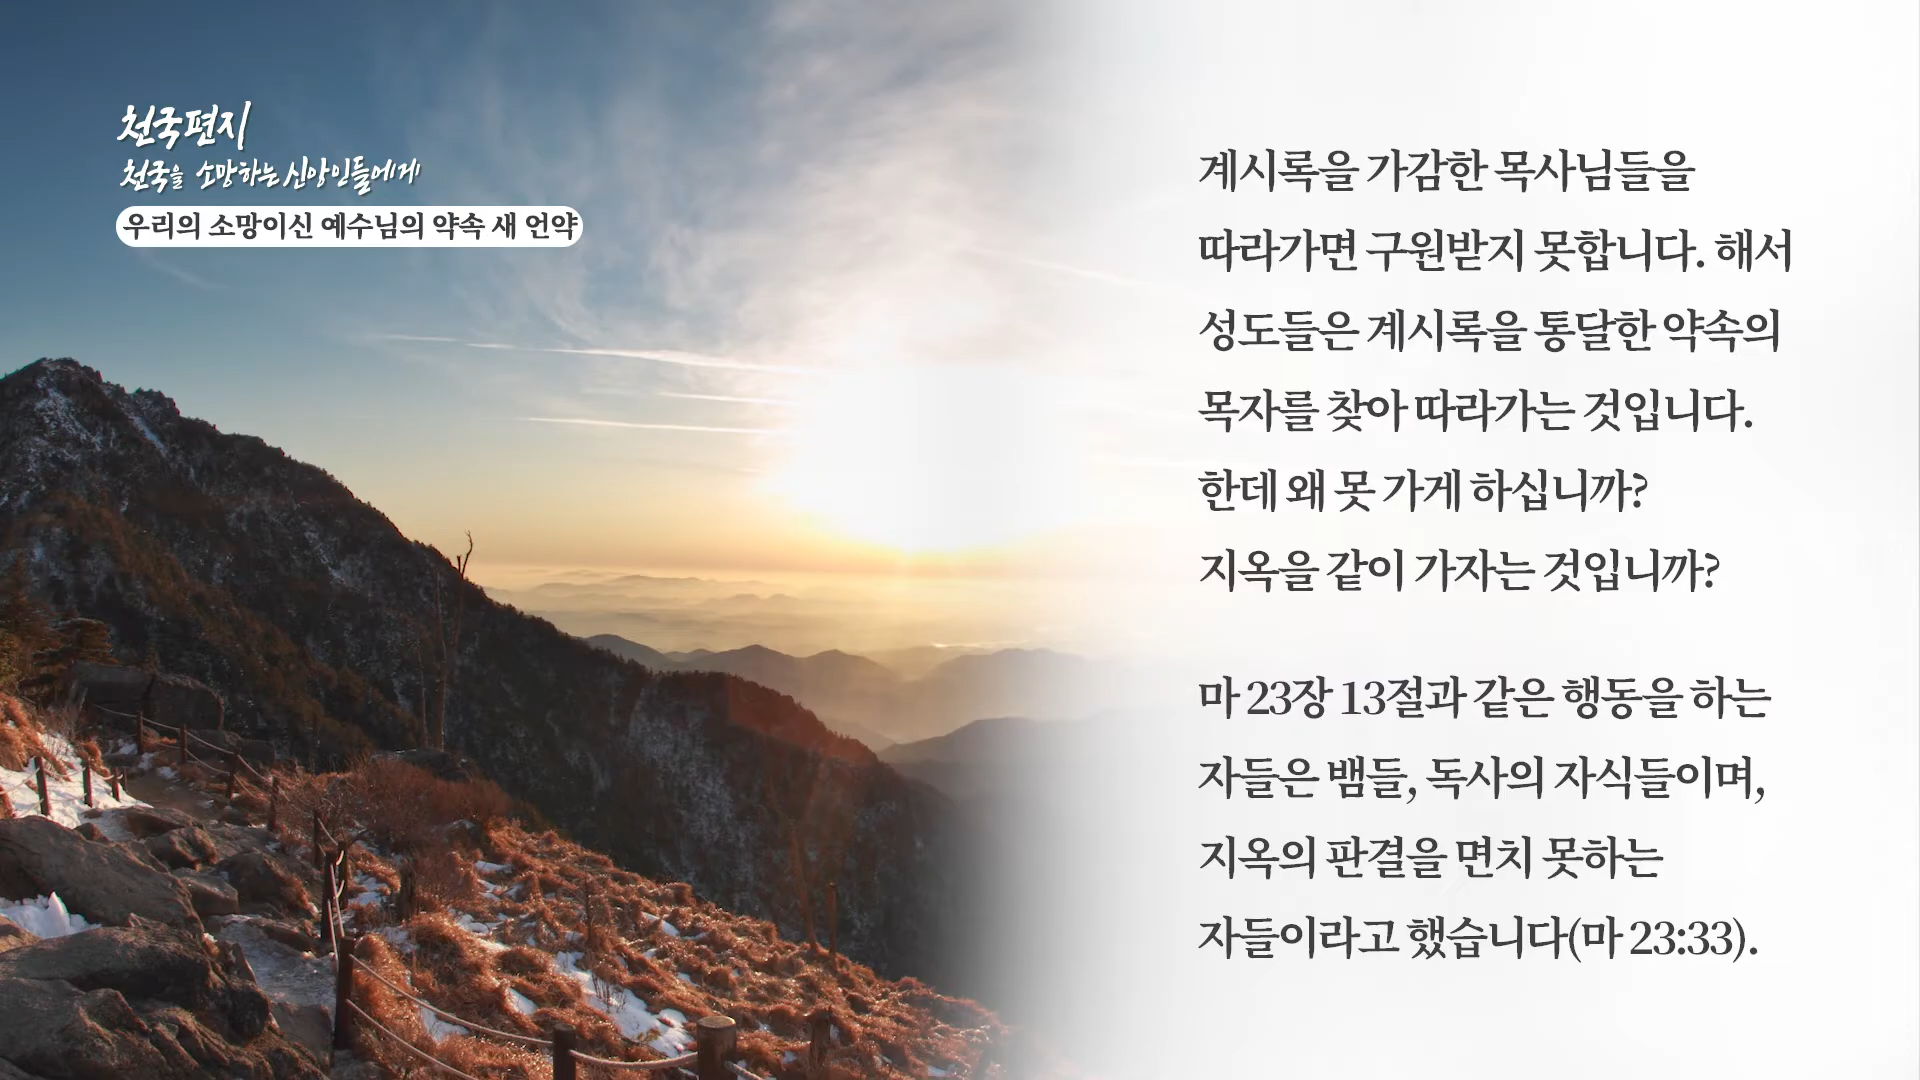 천국편지
천국을 소망하는 신앙인들에게
우리의 소망이신 예수님의 약속 새 언약
계시록을 가감한 목사님들을
따라가면 구원받지 못합니다. 해서
성도들은 계시록을 통달한 약속의
목자를 찾아 따라가는 것입니다.
한데 왜 못 가게 하십니까?
지옥을 같이 가자는 것입니까?
마 23장 13절과 같은 행동을 하는
자들은 뱀들, 독사의 자식들이며,
지옥의 판결을 면치 못하는
자들이라고 했습니다(마 23:33).